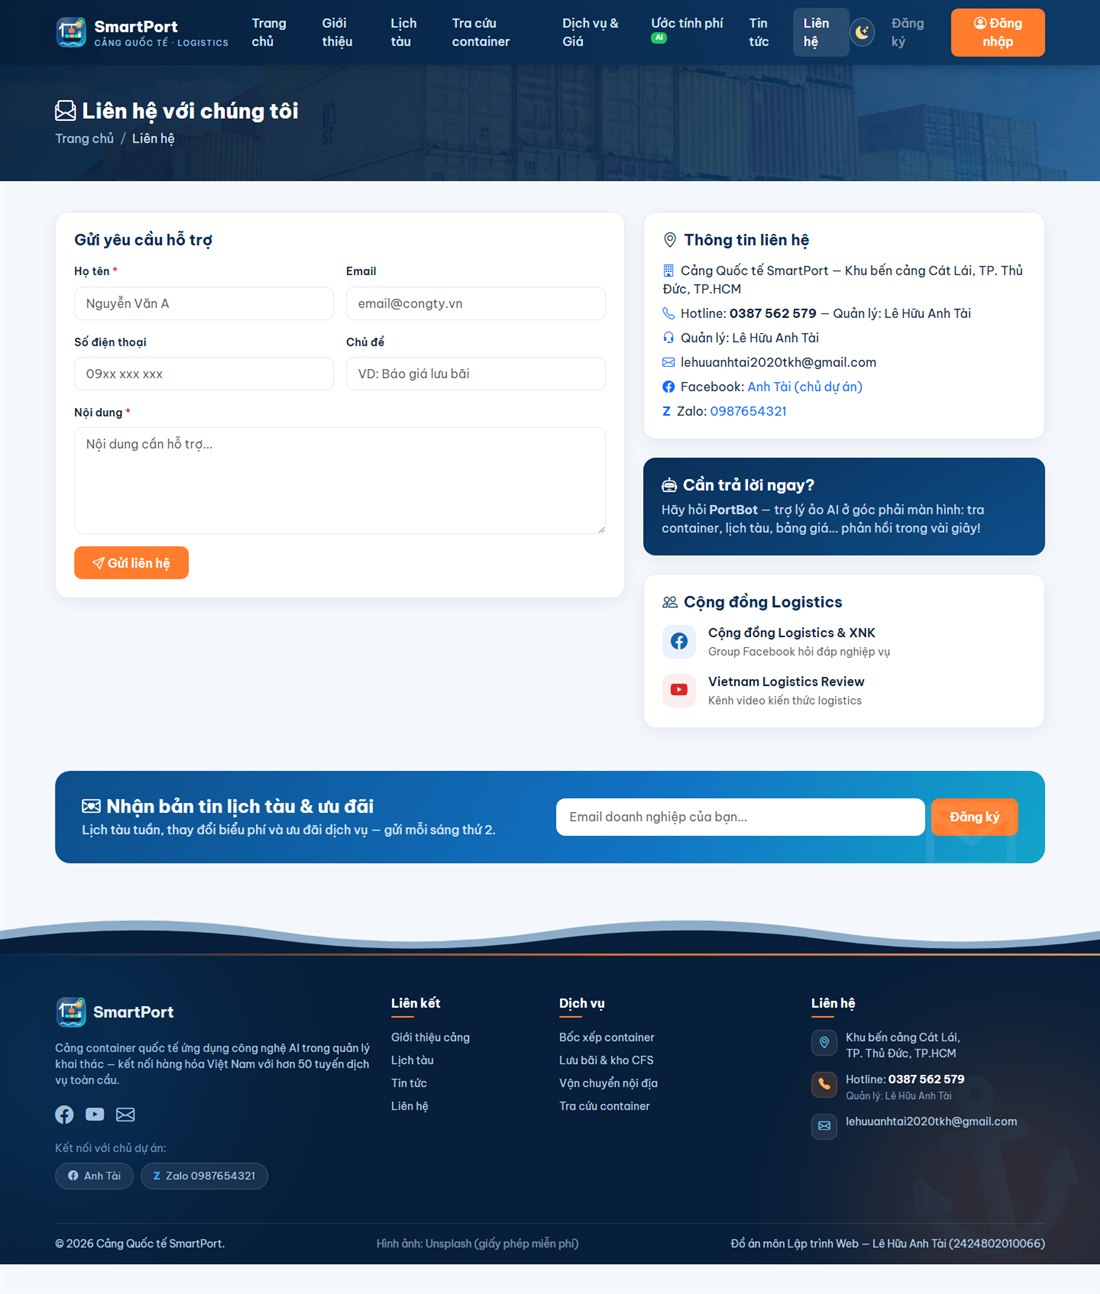 SmartPort
CẢNG QUỐC TẾ · LOGISTICS
Trang chủ
Giới thiệu
Lịch tàu
Tra cứu container
Dịch vụ & Giá
Ước tính phí AI
Tin tức
Liên hệ
Đăng ký
Đăng nhập
Liên hệ với chúng tôi
Trang chủ / Liên hệ
Gửi yêu cầu hỗ trợ
Họ tên *
Email
Nguyễn Văn A
email@congty.vn
Số điện thoại
Chủ đề
09xx xxx xxx
VD: Báo giá lưu bãi
Nội dung *
Nội dung cần hỗ trợ...
Gửi liên hệ
Thông tin liên hệ
Cảng Quốc tế SmartPort — Khu bến cảng Cát Lái, TP. Thủ
Đức, TP.HCM
Hotline: 0387 562 579 — Quản lý: Lê Hữu Anh Tài
Quản lý: Lê Hữu Anh Tài
lehuuanhtai2020tkh@gmail.com
Facebook: Anh Tài (chủ dự án)
Z Zalo: 0987654321
Cần trả lời ngay?
Hãy hỏi PortBot — trợ lý ảo AI ở góc phải màn hình: tra
container, lịch tàu, bảng giá... phản hồi trong vài giây!
Cộng đồng Logistics
Cộng đồng Logistics & XNK
Group Facebook hỏi đáp nghiệp vụ
Vietnam Logistics Review
Kênh video kiến thức logistics
Nhận bản tin lịch tàu & ưu đãi
Lịch tàu tuần, thay đổi biểu phí và ưu đãi dịch vụ — gửi mỗi sáng thứ 2.
Email doanh nghiệp của bạn...
Đăng ký
SmartPort
Cảng container quốc tế ứng dụng công nghệ AI trong quản lý
khai thác — kết nối hàng hóa Việt Nam với hơn 50 tuyến dịch
vụ toàn cầu.
Kết nối với chủ dự án:
Anh Tài
Z Zalo 0987654321
Liên kết
Giới thiệu cảng
Lịch tàu
Tin tức
Liên hệ
Dịch vụ
Bốc xếp container
Lưu bãi & kho CFS
Vận chuyển nội địa
Tra cứu container
Liên hệ
Khu bến cảng Cát Lái,
TP. Thủ Đức, TP.HCM
Hotline: 0387 562 579
Quản lý: Lê Hữu Anh Tài
lehuuanhtai2020tkh@gmail.com
© 2026 Cảng Quốc tế SmartPort.
Hình ảnh: Unsplash (giấy phép miễn phí)
Đồ án môn Lập trình Web — Lê Hữu Anh Tài (2424802010066)